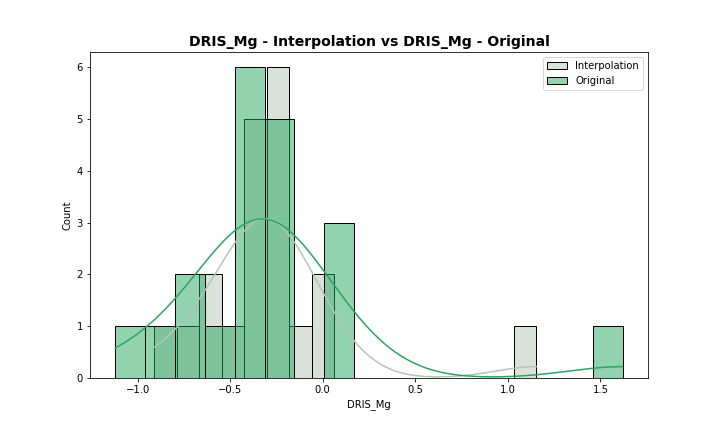 DRIS_Mg - Interpolation vs DRIS_Mg - Original
Interpolation
Original
6
5
4
3
2
1
0
Count
−1.0 −0.5 0.0 0.5 1.0 1.5
DRIS_Mg